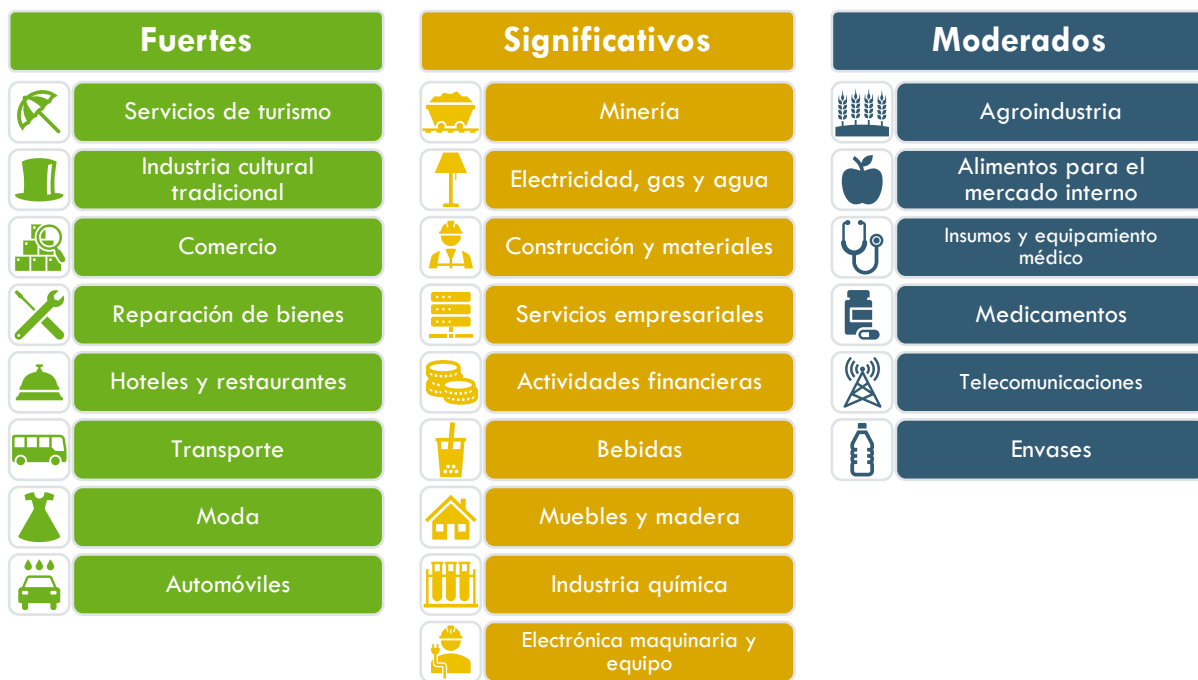 Fuertes
Servicios de turismo
Industria cultural
tradicional
Comercio
Reparación de bienes
Hoteles y restaurantes
Transporte
Moda
Automóviles
Significativos
Minería
Electricidad, gas y agua
Construcción y materiales
Servicios empresariales
Actividades financieras
Bebidas
Muebles y madera
Industria química
Electrónica maquinaria y
equipo
Moderados
Agroindustria
Alimentos para el
mercado interno
Insumos y equipamiento
médico
Medicamentos
Telecomunicaciones
Envases